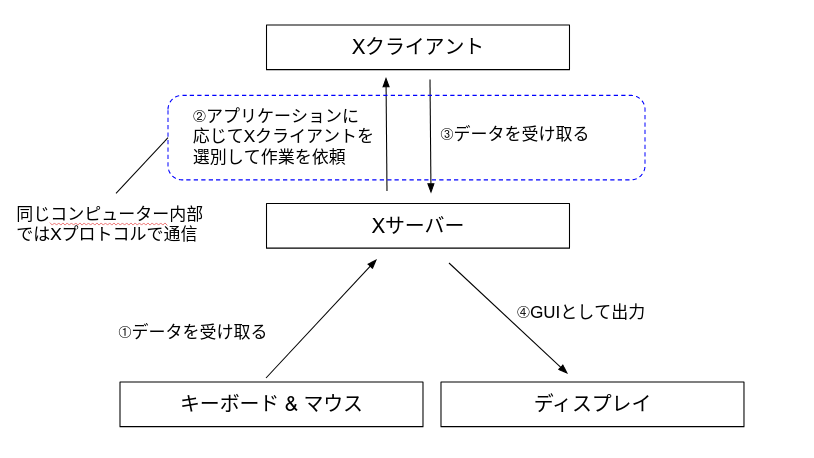 Xクライアント
②アプリケーションに
応じてXクライアントを
選別して作業を依頼
③データを受け取る
同じコンピューター内部
ではXプロトコルで通信
Xサーバー
①データを受け取る
④GUIとして出力
キーボード & マウス
ディスプレイ